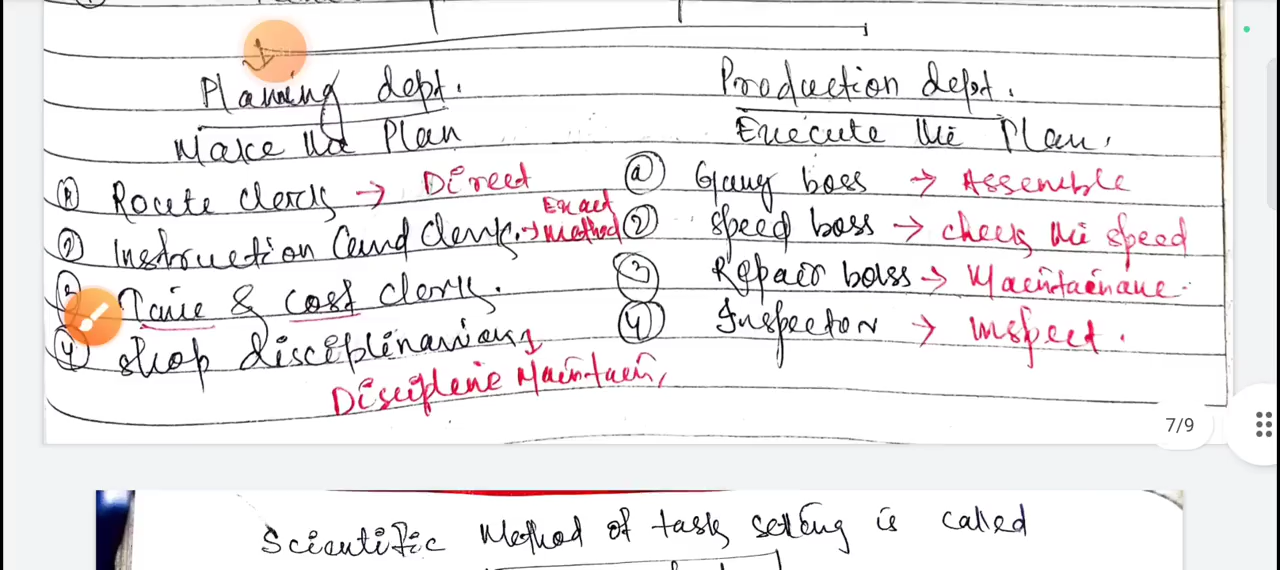 Planning dept.
Make the Plan
① Route clerk → Direct
② Instruction Card clerk. → Exact Method
③ Time & Cost clerk.
④ Shop disciplinarian,
Discipline Maintain,
Production dept.
Execute the Plan.
① Gang boss → Assemble
② Speed boss → check the speed
③ Repair boss → Maintainance.
④ Inspector → inspect.
7/9
Scientific Method of task setting is called